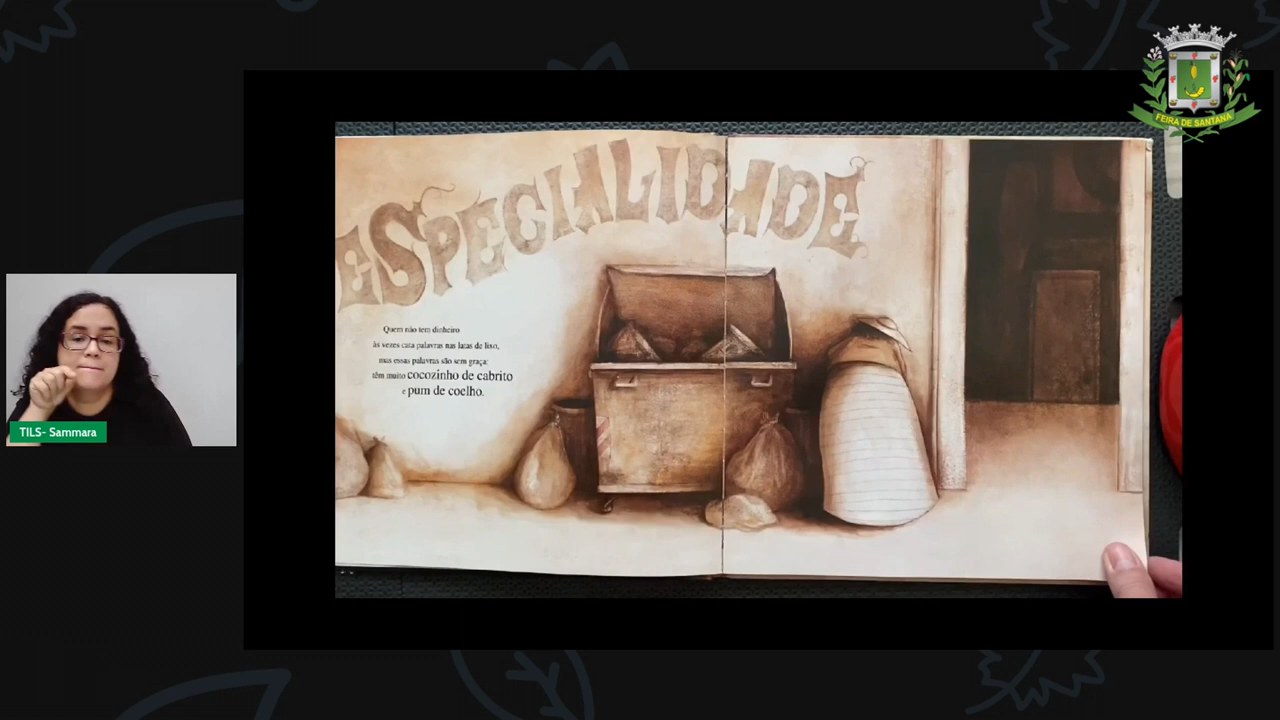 FEIRA DE SANTANA
ESPECIALIDADE
Quem não tem dinheiro
às vezes cata palavras nas latas de lixo,
mas essas palavras são sem graça:
têm muito cocozinho de cabrito
e pum de coelho.
TILS- Sammara